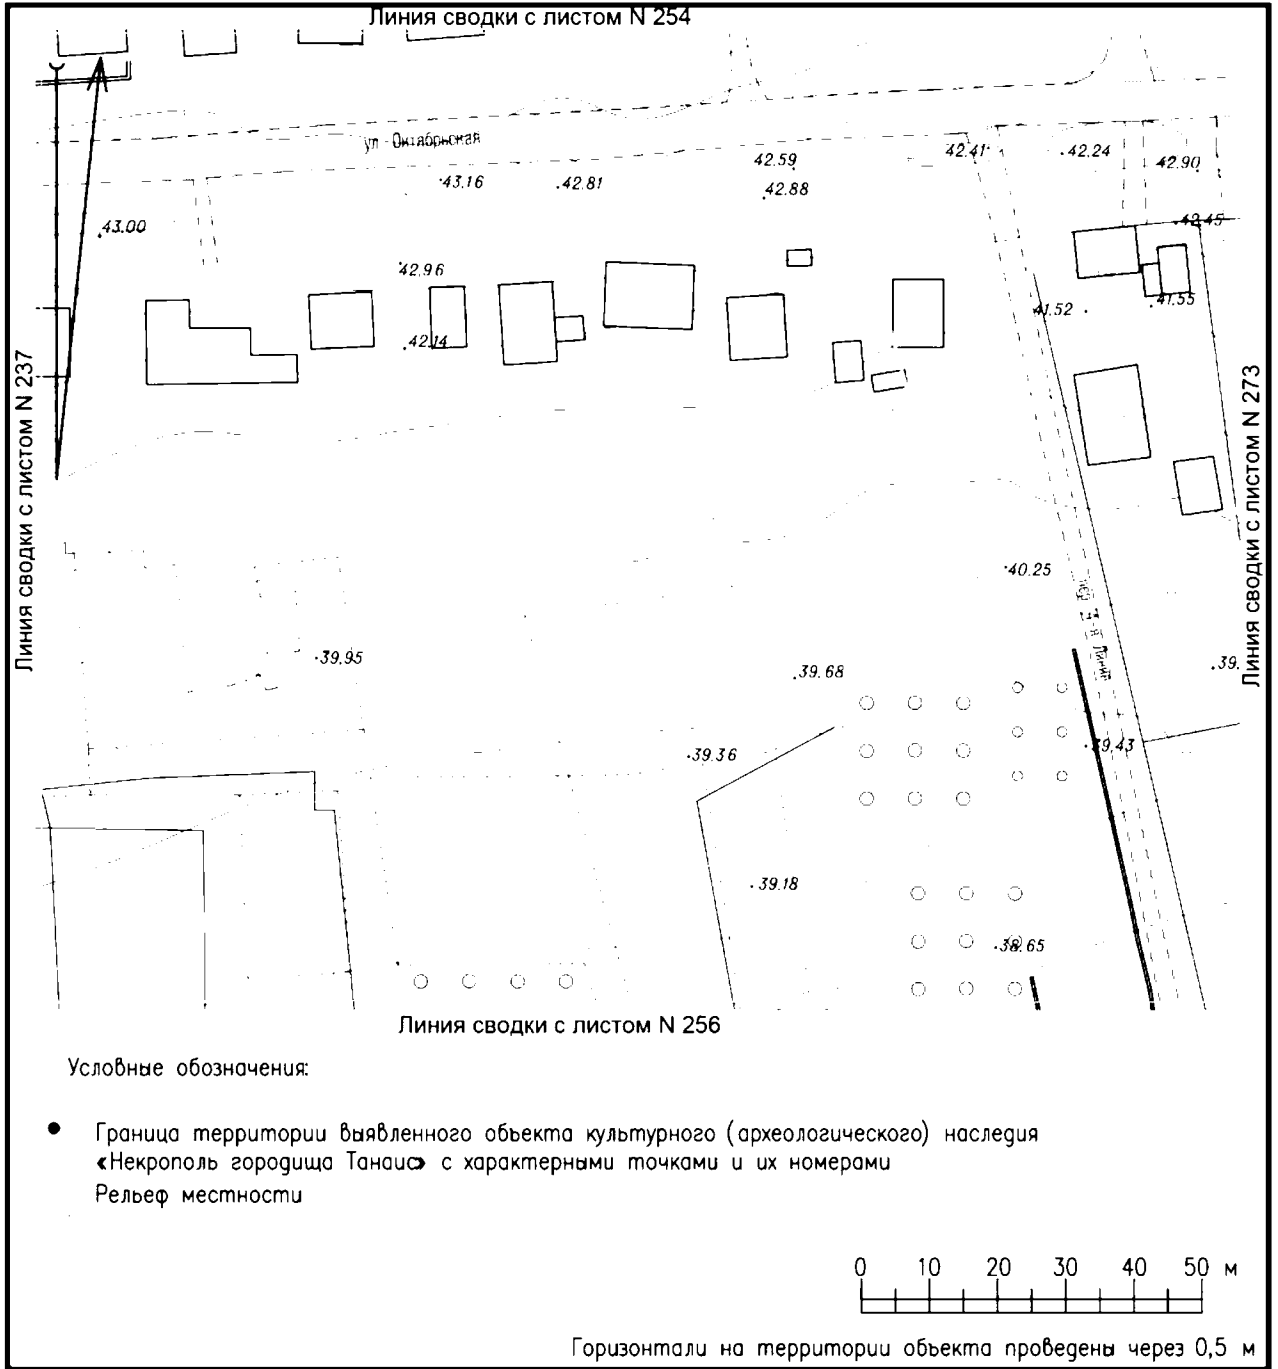 Линия сводки с листом N 254
ул. Октябрьская
42.59
42.41
42.24
42.90
43.16
42.81
42.88
43.00
42.45
42.96
41.52
41.55
42.14
Линия сводки с листом N 237
Линия сводки с листом N 273
40.25
39.95
39.68
39.
39.36
39.43
39.18
38.65
Линия сводки с листом N 256
Условные обозначения:
Граница территории выявленного объекта культурного (археологического) наследия
«Некрополь городища Танаис» с характерными точками и их номерами
Рельеф местности
0 10 20 30 40 50 м
Горизонтали на территории объекта проведены через 0,5 м